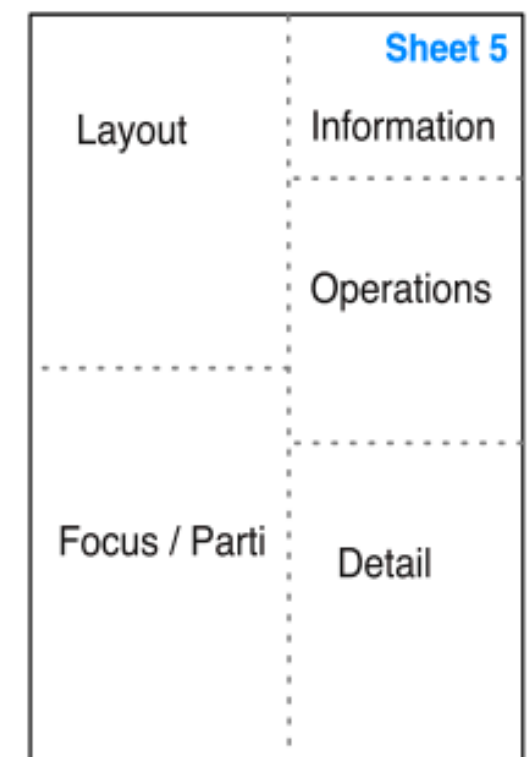 Sheet 5
Layout
Information
Operations
Focus / Parti
Detail